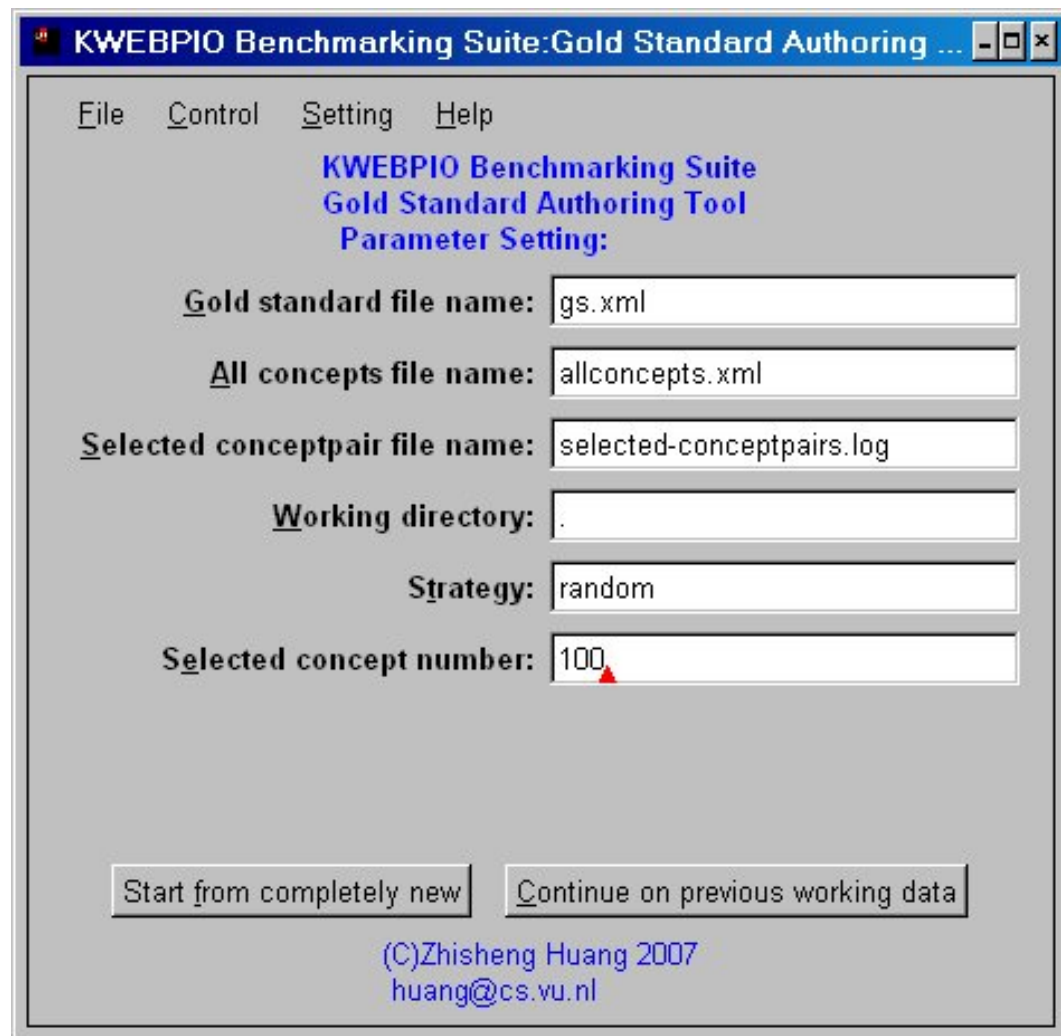 KWEBPIO Benchmarking Suite:Gold Standard Authoring ...
File Control Setting Help
KWEBPIO Benchmarking Suite
Gold Standard Authoring Tool
Parameter Setting:
Gold standard file name: gs.xml
All concepts file name: allconcepts.xml
Selected conceptpair file name: selected-conceptpairs.log
Working directory: .
Strategy: random
Selected concept number: 100
Start from completely new Continue on previous working data
(C)Zhisheng Huang 2007
huang@cs.vu.nl